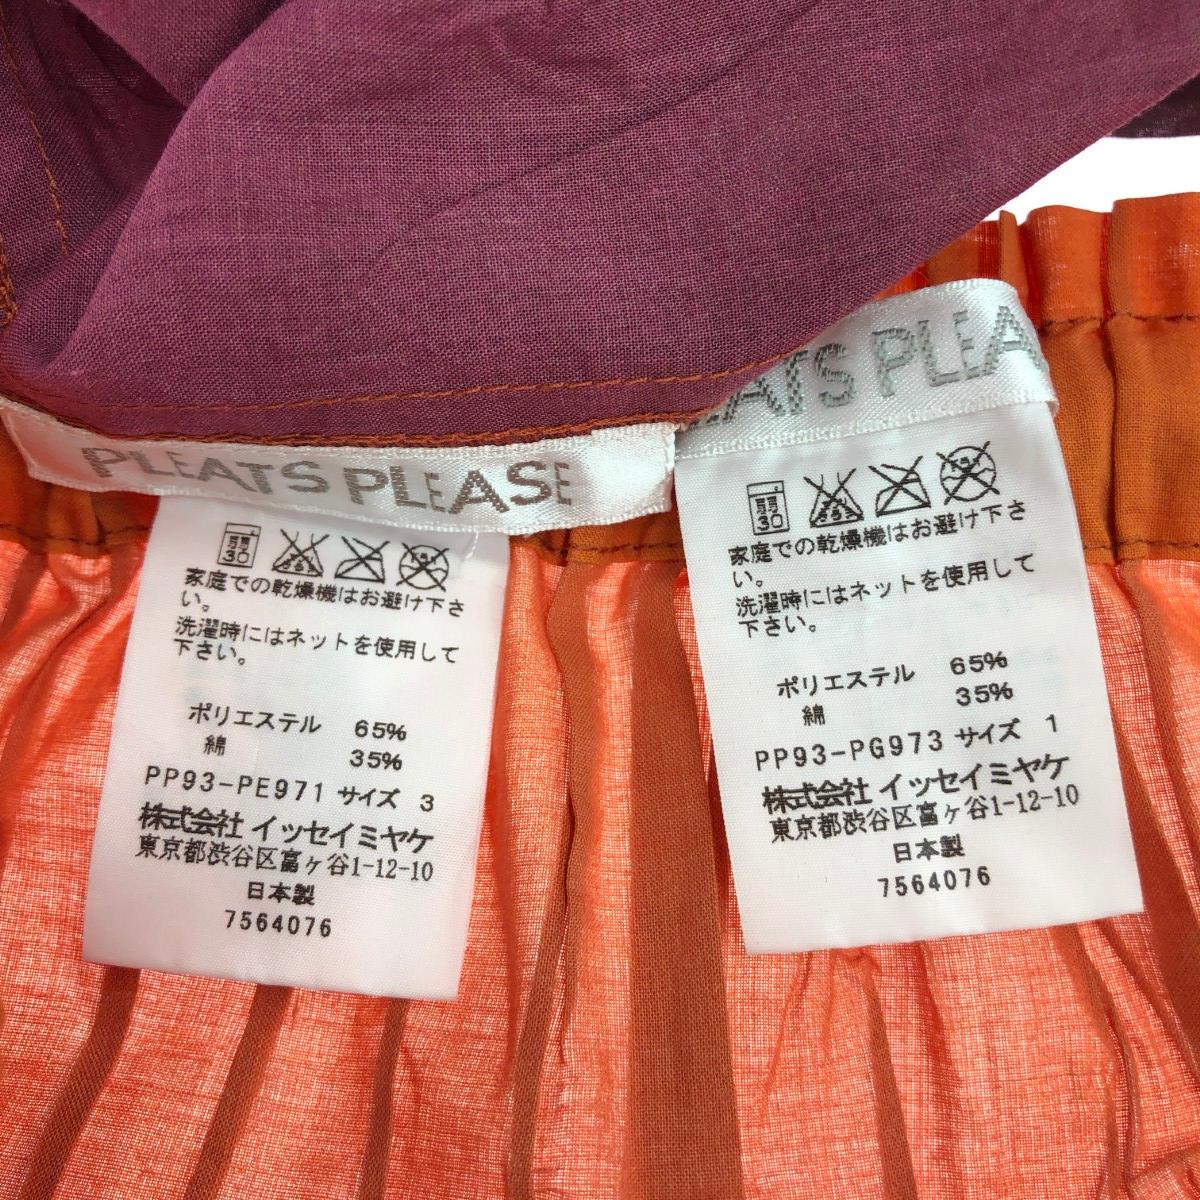 PLEATS PLEASE
弱
30
家庭での乾燥機はお避け下さ
い。
洗濯時にはネットを使用して
下さい。
ポリエステル 65%
綿 35%
PP93-PE971 サイズ 3
株式会社 イッセイミヤケ
東京都渋谷区富ヶ谷1-12-10
日本製
7564076
EATS PLEA
弱
30
家庭での乾燥機はお避け下さ
い。
洗濯時にはネットを使用して
下さい。
ポリエステル 65%
綿 35%
PP93-PG973 サイズ 1
株式会社 イッセイミヤケ
東京都渋谷区富ヶ谷1-12-10
日本製
7564076